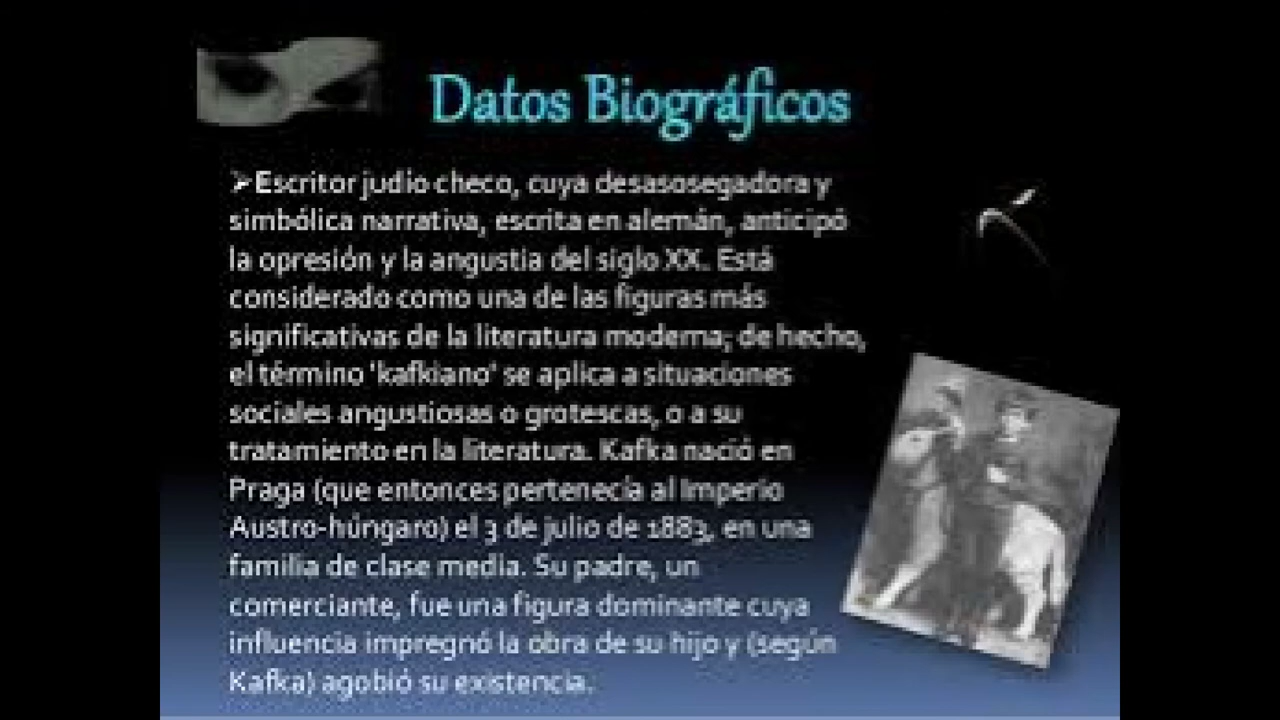 Datos Biográficos
➢Escritor judío checo, cuya desasosegadora y
simbólica narrativa, escrita en alemán, anticipó
la opresión y la angustia del siglo XX. Está
considerado como una de las figuras más
significativas de la literatura moderna; de hecho,
el término 'kafkiano' se aplica a situaciones
sociales angustiosas o grotescas, o a su
tratamiento en la literatura. Kafka nació en
Praga (que entonces pertenecía al Imperio
Austro-húngaro) el 3 de julio de 1883, en una
familia de clase media. Su padre, un
comerciante, fue una figura dominante cuya
influencia impregnó la obra de su hijo y (según
Kafka) agobió su existencia.